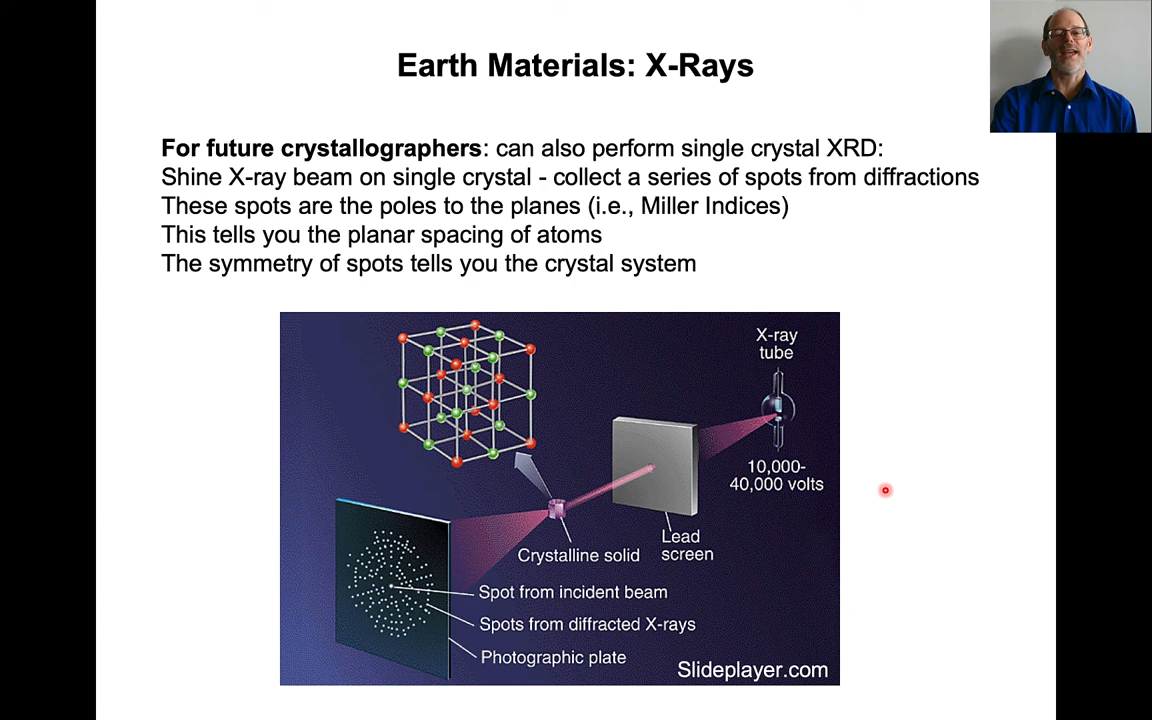 Earth Materials: X-Rays
For future crystallographers: can also perform single crystal XRD:
Shine X-ray beam on single crystal - collect a series of spots from diffractions
These spots are the poles to the planes (i.e., Miller Indices)
This tells you the planar spacing of atoms
The symmetry of spots tells you the crystal system
X-ray
tube
10,000-
40,000 volts
Lead
screen
Crystalline solid
Spot from incident beam
Spots from diffracted X-rays
Photographic plate
Slideplayer.com